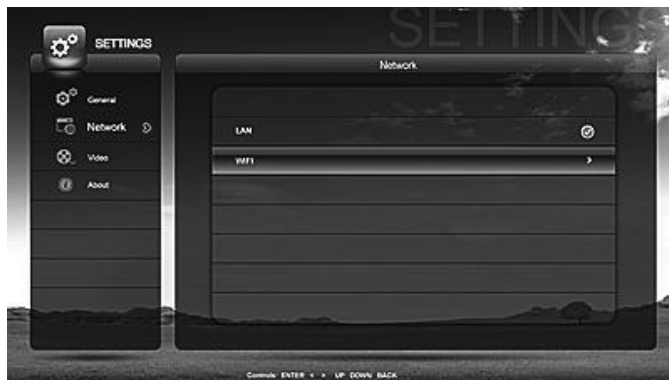 SETTINGS
SETTINGS
Network
General
Network
Video
About
LAN
WIFI
Controls: ENTER < > UP DOWN BACK